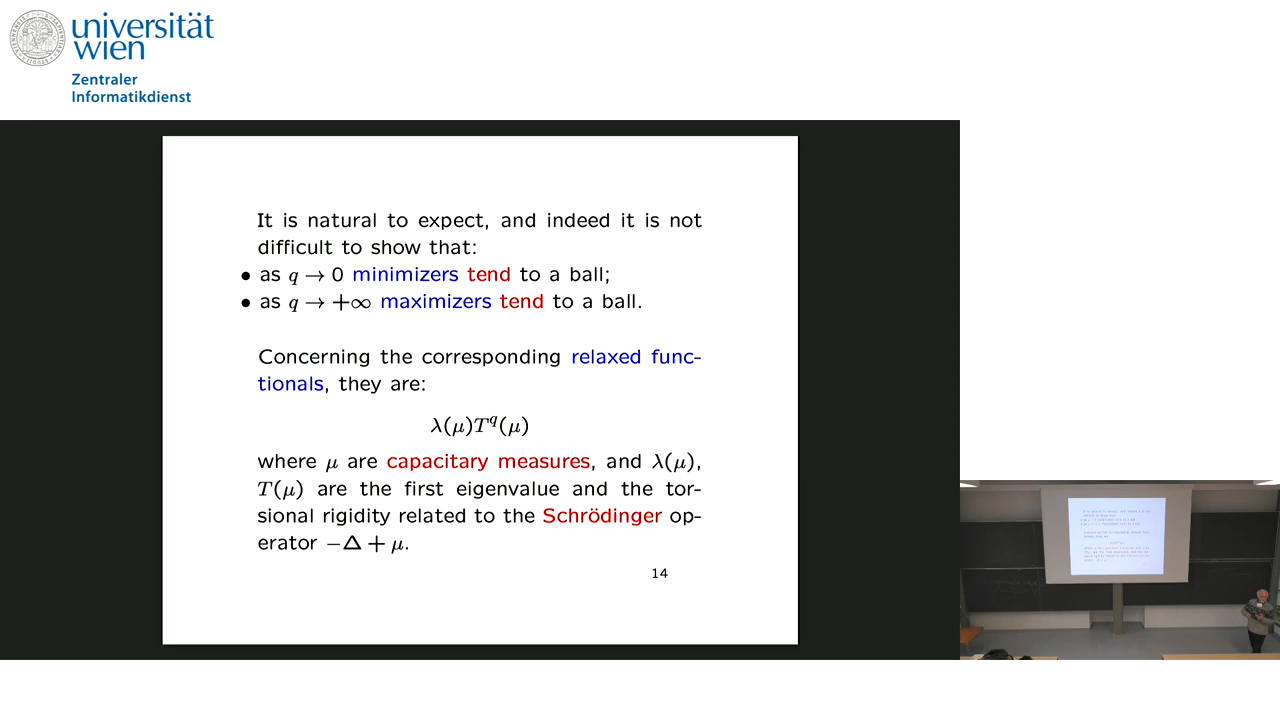 universität
wien
Zentraler
Informatikdienst
It is natural to expect, and indeed it is not
difficult to show that:
• as q → 0 minimizers tend to a ball;
• as q → +∞ maximizers tend to a ball.
Concerning the corresponding relaxed func-
tionals, they are:
λ(μ)T^q(μ)
where μ are capacitary measures, and λ(μ),
T(μ) are the first eigenvalue and the tor-
sional rigidity related to the Schrödinger op-
erator −Δ + μ.
14